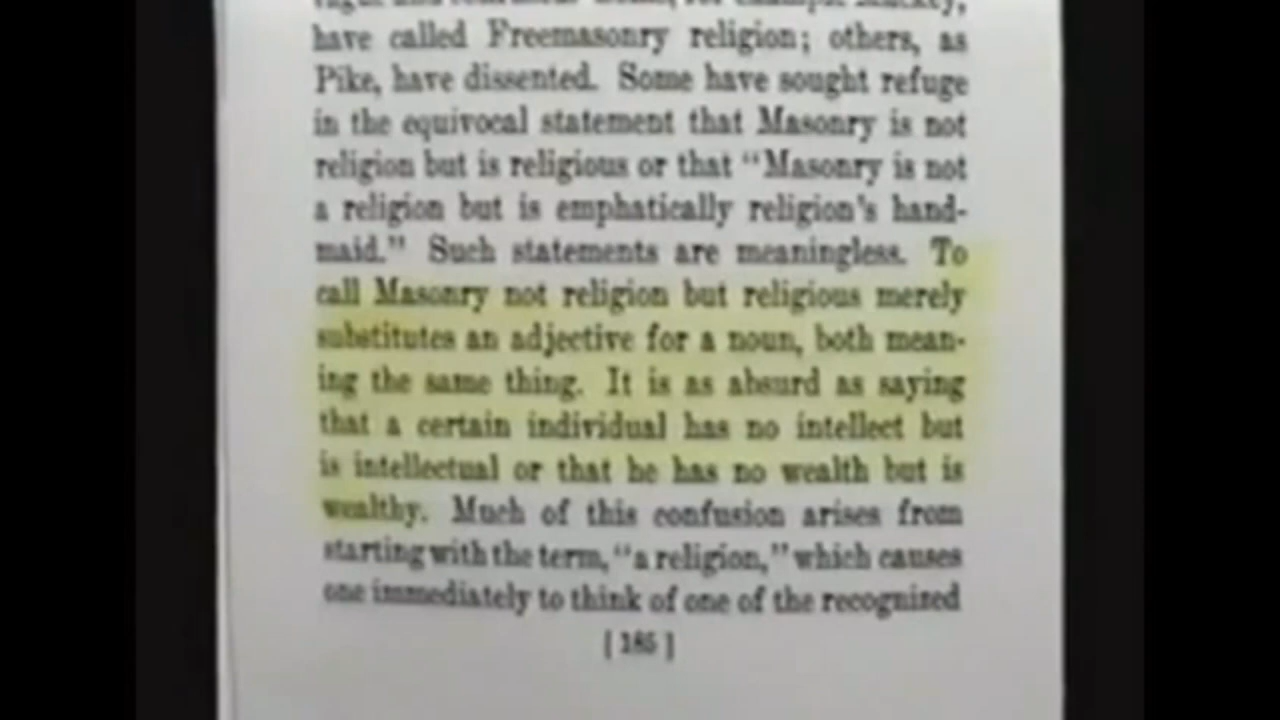 have called Freemasonry religion; others, as
Pike, have dissented. Some have sought refuge
in the equivocal statement that Masonry is not
religion but is religious or that "Masonry is not
a religion but is emphatically religion's hand-
maid." Such statements are meaningless. To
call Masonry not religion but religious merely
substitutes an adjective for a noun, both mean-
ing the same thing. It is as absurd as saying
that a certain individual has no intellect but
is intellectual or that he has no wealth but is
wealthy. Much of this confusion arises from
starting with the term, "a religion," which causes
one immediately to think of one of the recognized
[ 185 ]